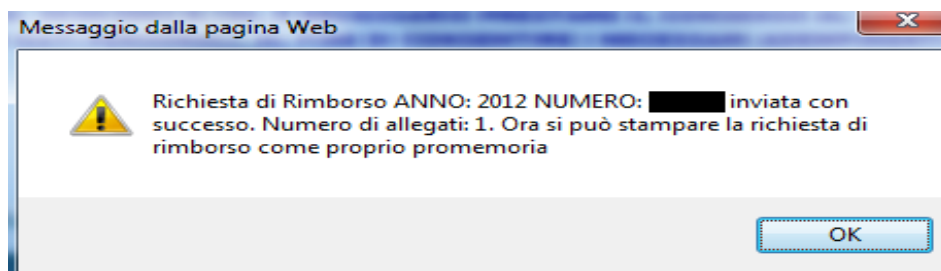 Messaggio dalla pagina Web
Richiesta di Rimborso ANNO: 2012 NUMERO: inviata con
successo. Numero di allegati: 1. Ora si può stampare la richiesta di
rimborso come proprio promemoria
OK